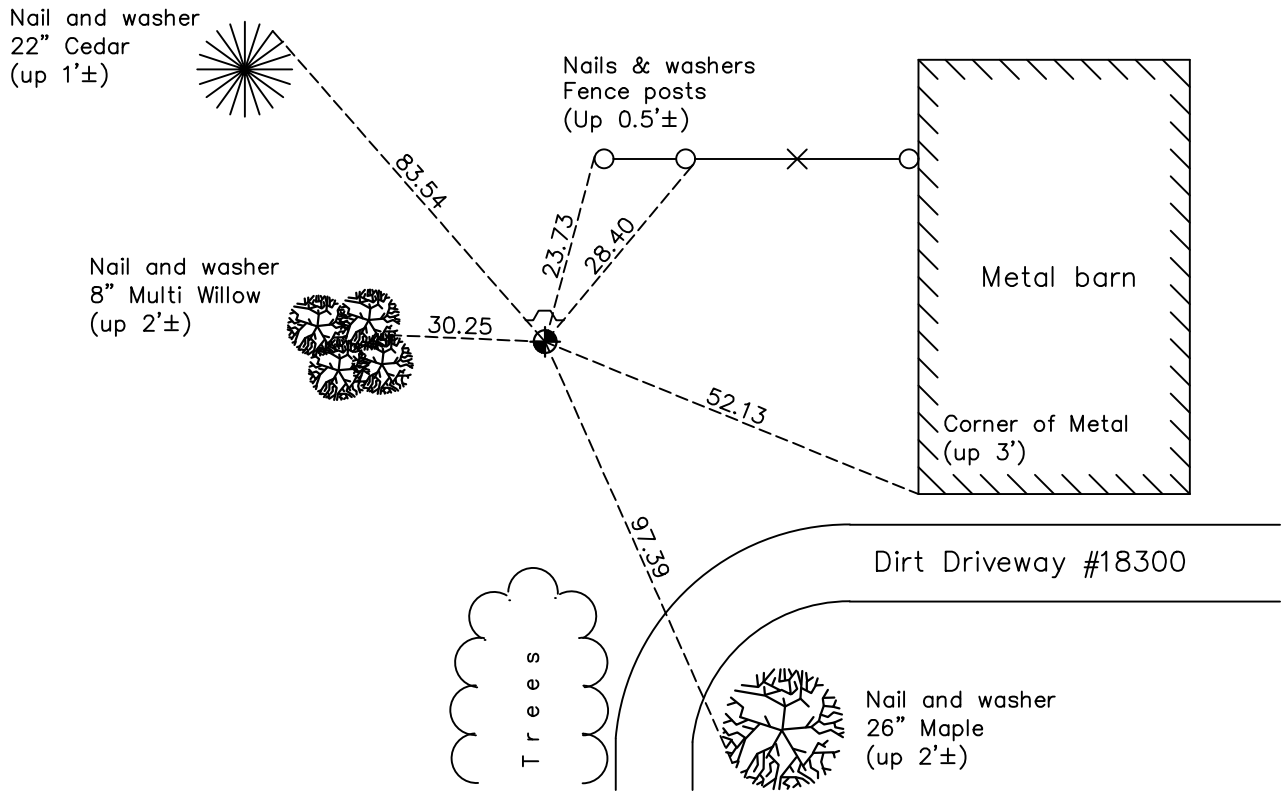 Nail and washer
22” Cedar
(up 1'±)
Nails & washers
Fence posts
(Up 0.5'±)
83.54
23.73
28.40
Nail and washer
8” Multi Willow
(up 2'±)
30.25
Metal barn
52.13
Corner of Metal
(up 3')
97.39
Dirt Driveway #18300
Trees
Nail and washer
26” Maple
(up 2'±)